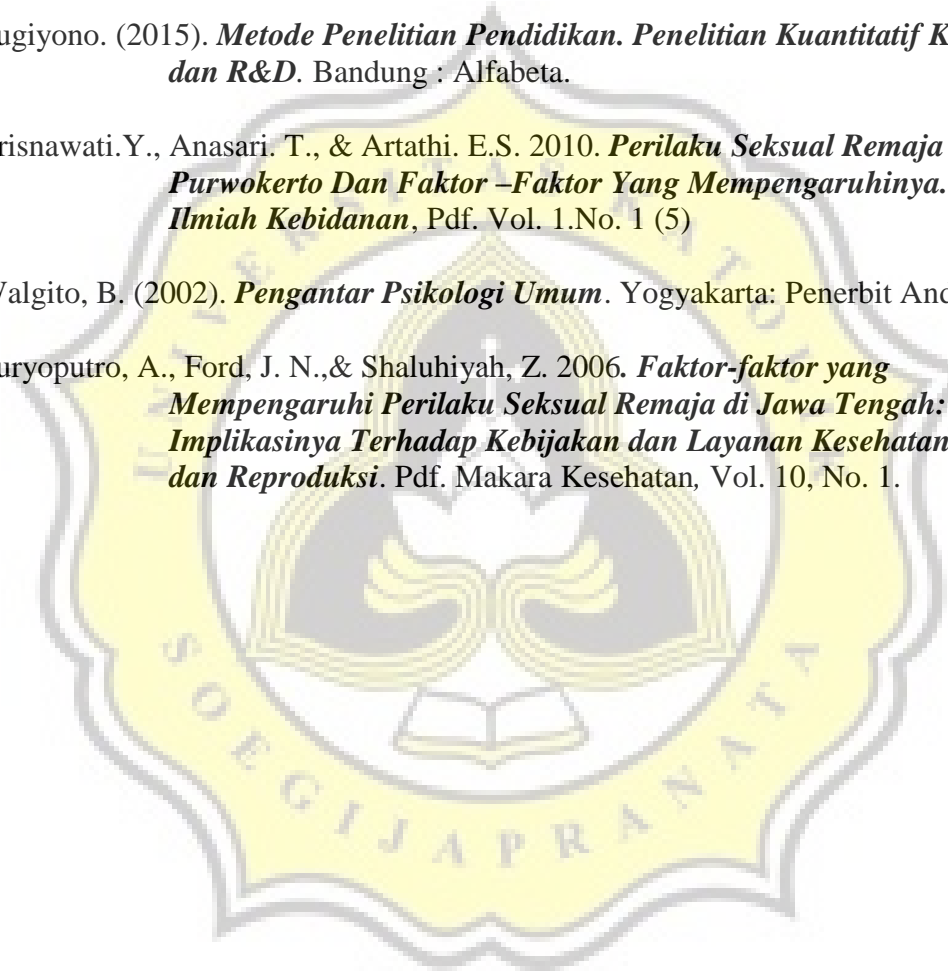 ugiyono. (2015). Metode Penelitian Pendidikan. Penelitian Kuantitatif K
dan R&D. Bandung : Alfabeta.
risnawati.Y., Anasari. T., & Artathi. E.S. 2010. Perilaku Seksual Remaja
Purwokerto Dan Faktor –Faktor Yang Mempengaruhinya.
Ilmiah Kebidanan, Pdf. Vol. 1.No. 1 (5)
Walgito, B. (2002). Pengantar Psikologi Umum. Yogyakarta: Penerbit And
uryoputro, A., Ford, J. N.,& Shaluhiyah, Z. 2006. Faktor-faktor yang
Mempengaruhi Perilaku Seksual Remaja di Jawa Tengah:
Implikasinya Terhadap Kebijakan dan Layanan Kesehatan
dan Reproduksi. Pdf. Makara Kesehatan, Vol. 10, No. 1.
UNIVERSITAS KATOLIK
SOEGIJAPRANATA